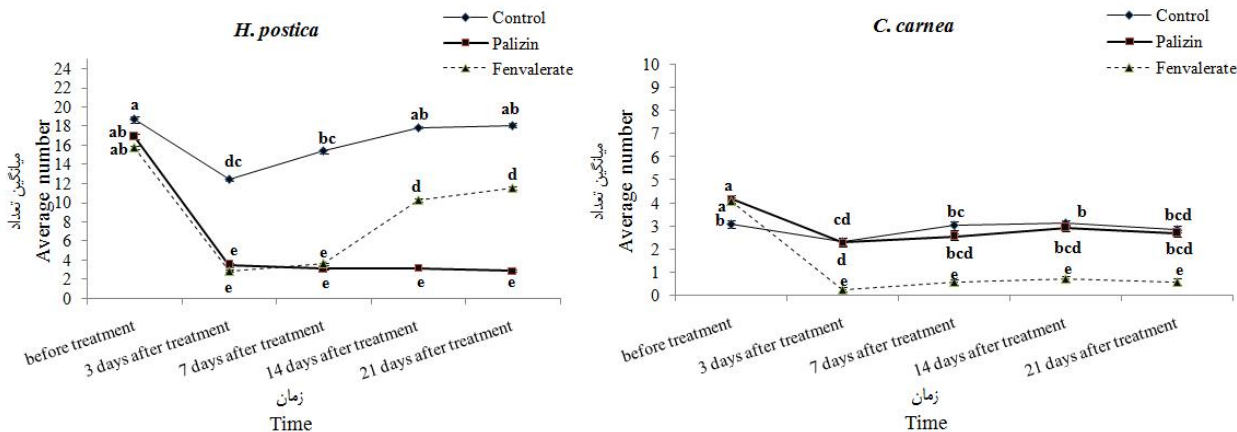 H. postica
Control
Palizin
Fenvalerate
24
22
20
18
16
14
12
10
8
6
4
2
0
میانگین تعداد
Average number
a
ab
ab
dc
bc
ab
ab
e
e
d
d
e
e
e
e
before treatment
3 days after treatment
7 days after treatment
14 days after treatment
21 days after treatment
زمان
Time
C. carnea
Control
Palizin
Fenvalerate
10
9
8
7
6
5
4
3
2
1
0
میانگین تعداد
Average number
a
a
b
cd
bc
b
bcd
d
bcd
bcd
bcd
e
e
e
e
before treatment
3 days after treatment
7 days after treatment
14 days after treatment
21 days after treatment
زمان
Time